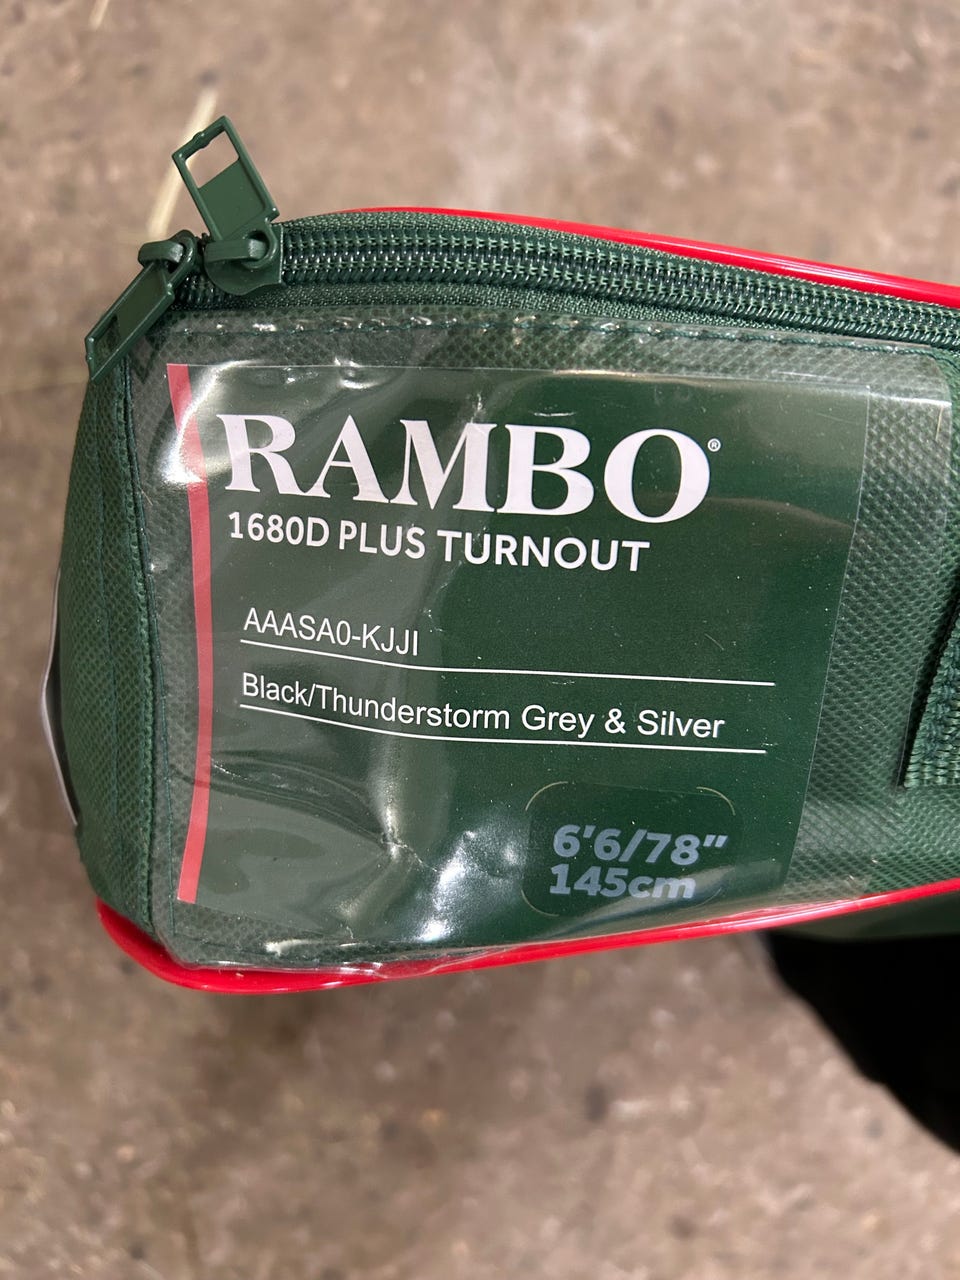 RAMBO®
1680D PLUS TURNOUT
AAASA0-KJJI
Black/Thunderstorm Grey & Silver
6'6/78"
145cm